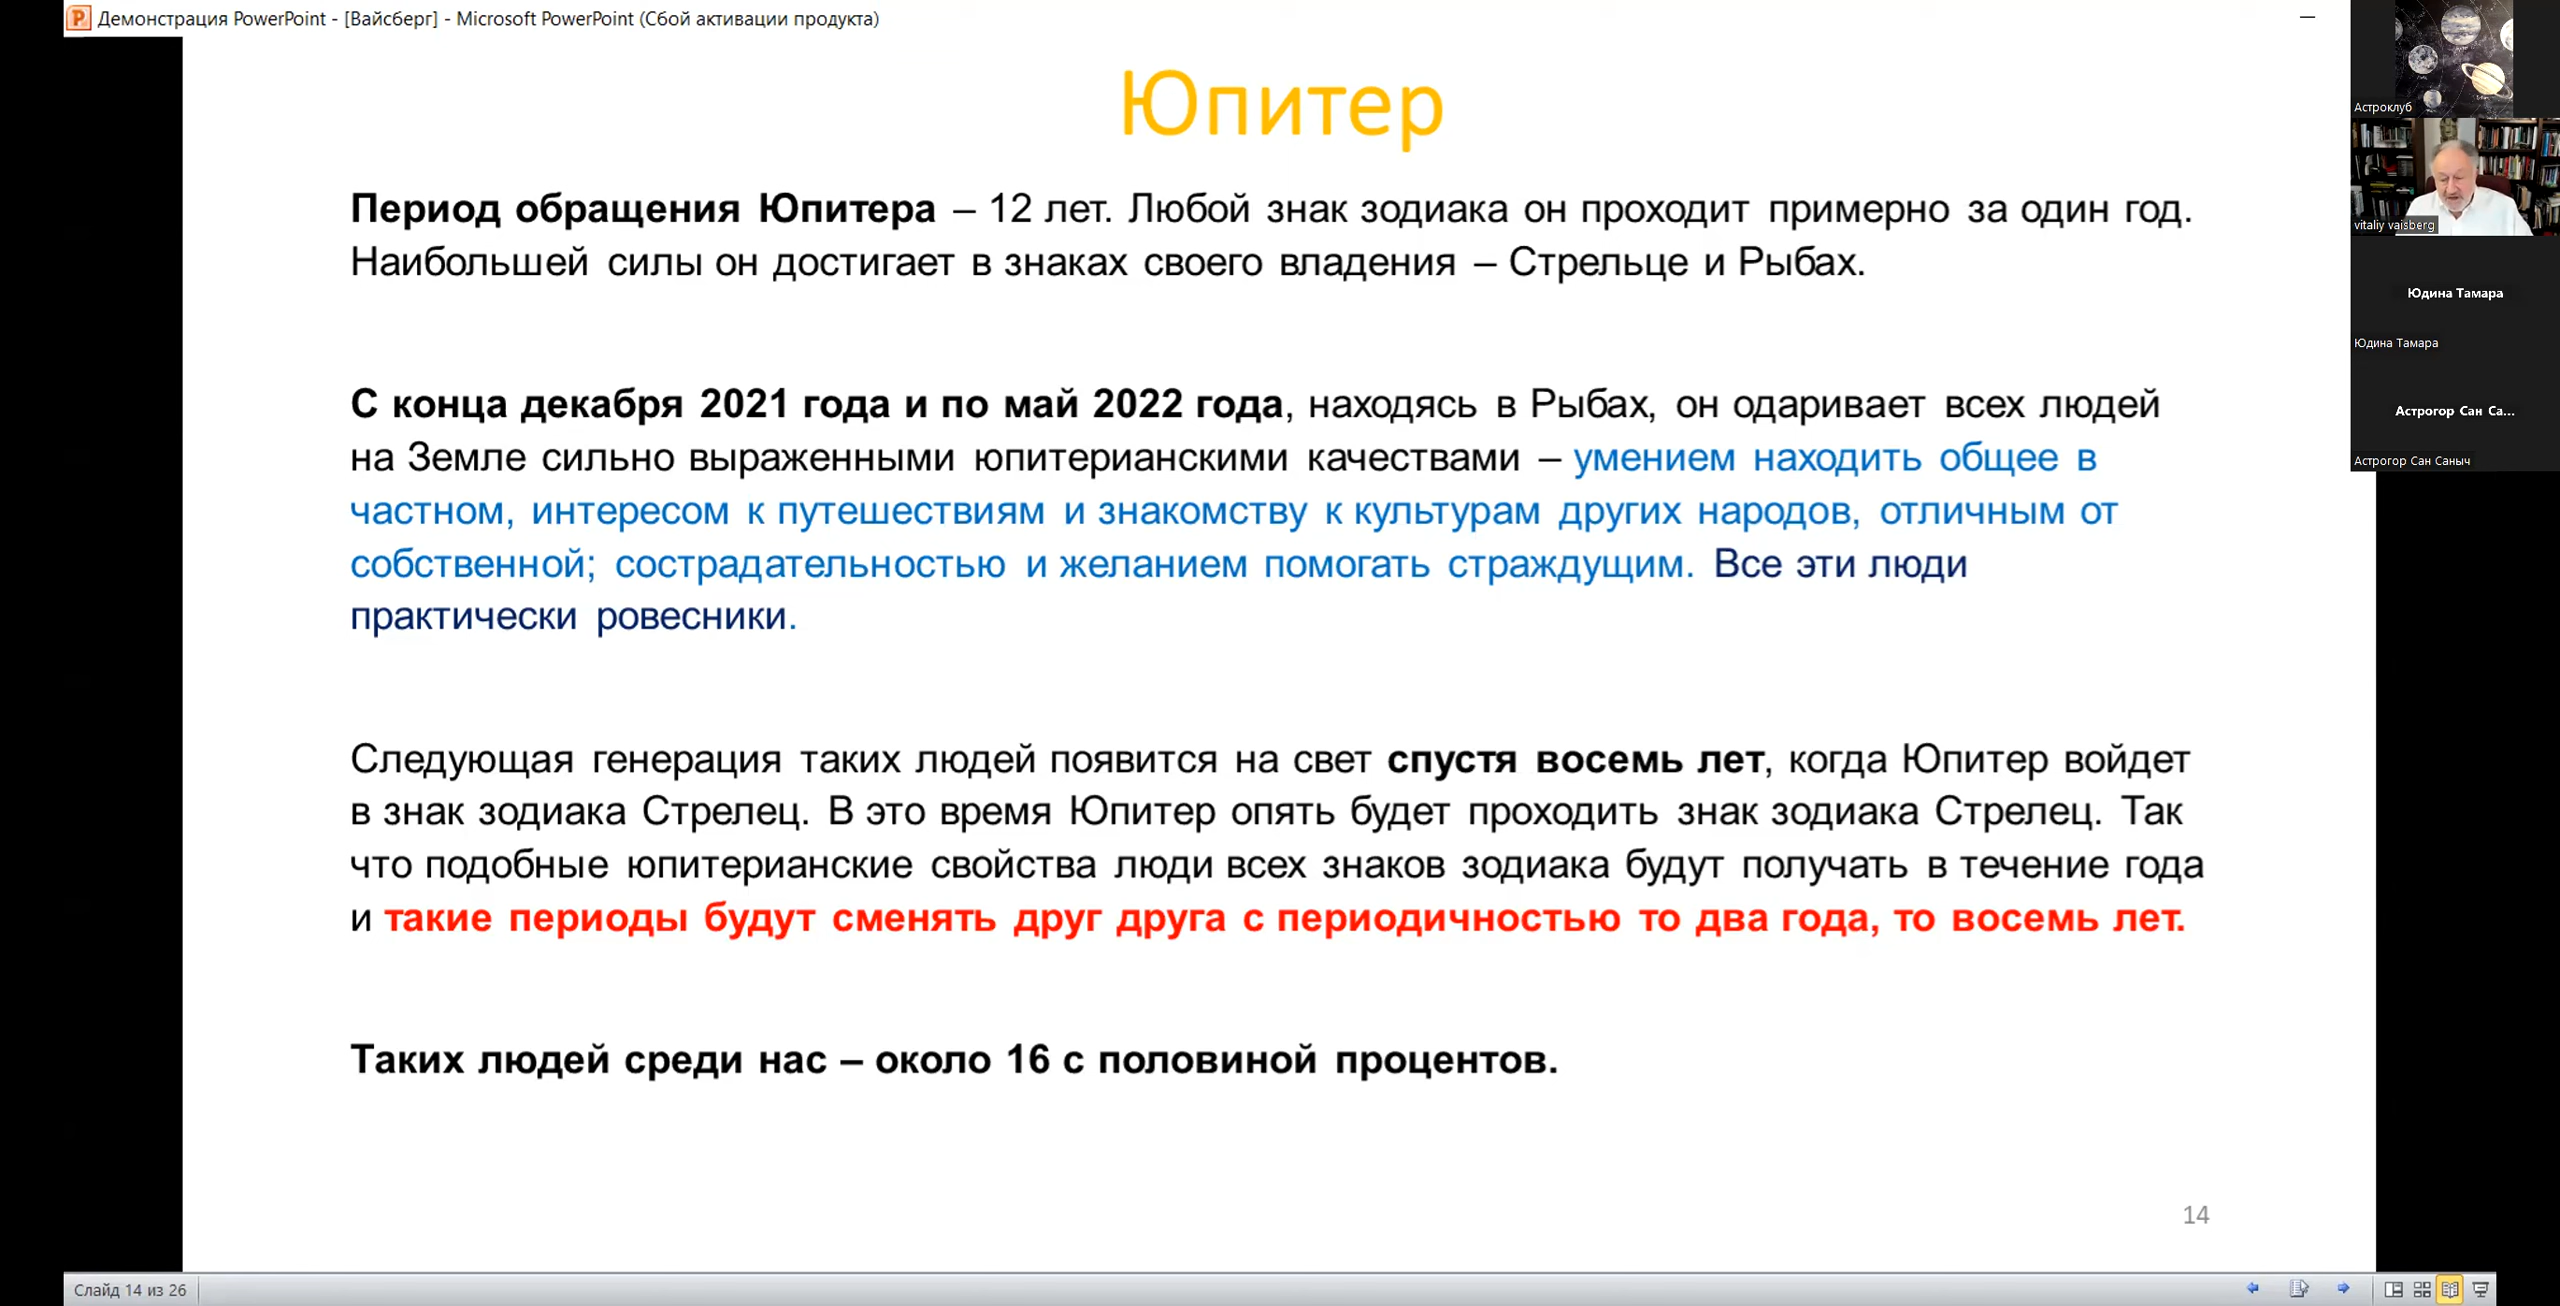 Демонстрация PowerPoint - [Вайсберг] - Microsoft PowerPoint (Сбой активации продукта)
Юпитер
Период обращения Юпитера – 12 лет. Любой знак зодиака он проходит примерно за один год.
Наибольшей силы он достигает в знаках своего владения – Стрельце и Рыбах.
С конца декабря 2021 года и по май 2022 года, находясь в Рыбах, он одаривает всех людей
на Земле сильно выраженными юпитерианскими качествами – умением находить общее в
частном, интересом к путешествиям и знакомству к культурам других народов, отличным от
собственной; сострадательностью и желанием помогать страждущим. Все эти люди
практически ровесники.
Следующая генерация таких людей появится на свет спустя восемь лет, когда Юпитер войдет
в знак зодиака Стрелец. В это время Юпитер опять будет проходить знак зодиака Стрелец. Так
что подобные юпитерианские свойства люди всех знаков зодиака будут получать в течение года
и такие периоды будут сменять друг друга с периодичностью то два года, то восемь лет.
Таких людей среди нас – около 16 с половиной процентов.
14
Слайд 14 из 26
Астроклуб
vitaliy vaisberg
Юдина Тамара
Юдина Тамара
Астрогор Сан Са...
Астрогор Сан Саныч